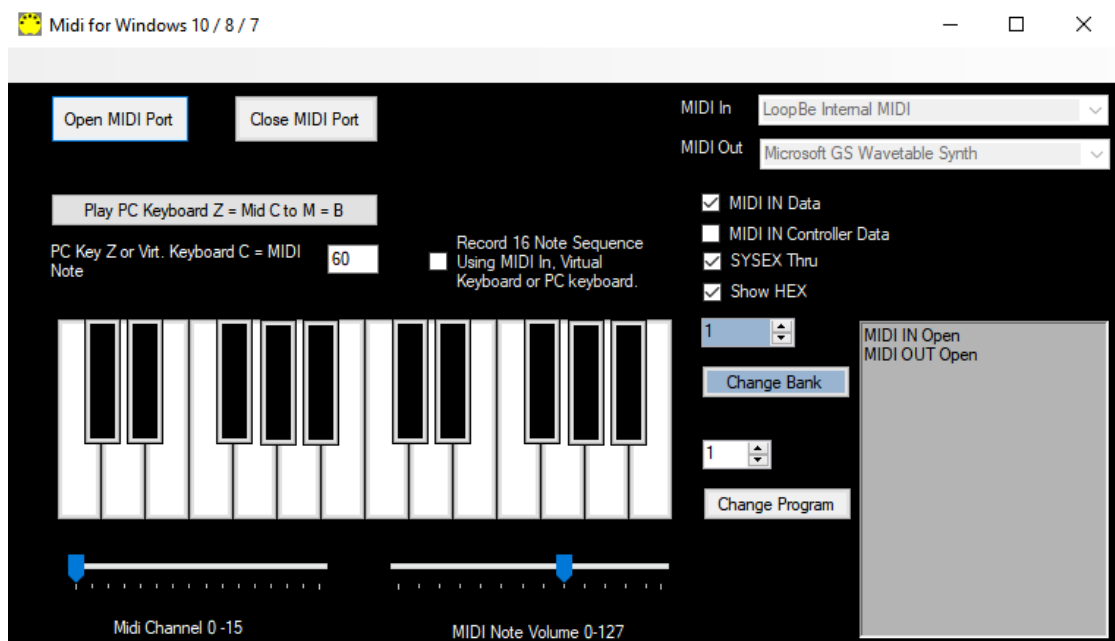 Midi for Windows 10 / 8 / 7
Open MIDI Port
Close MIDI Port
MIDI In
LoopBe Internal MIDI
MIDI Out
Microsoft GS Wavetable Synth
Play PC Keyboard Z = Mid C to M = B
PC Key Z or Virt. Keyboard C = MIDI
Note
60
Record 16 Note Sequence
Using MIDI In, Virtual
Keyboard or PC keyboard.
MIDI IN Data
MIDI IN Controller Data
SYSEX Thru
Show HEX
1
Change Bank
1
Change Program
MIDI IN Open
MIDI OUT Open
Midi Channel 0 -15
MIDI Note Volume 0-127